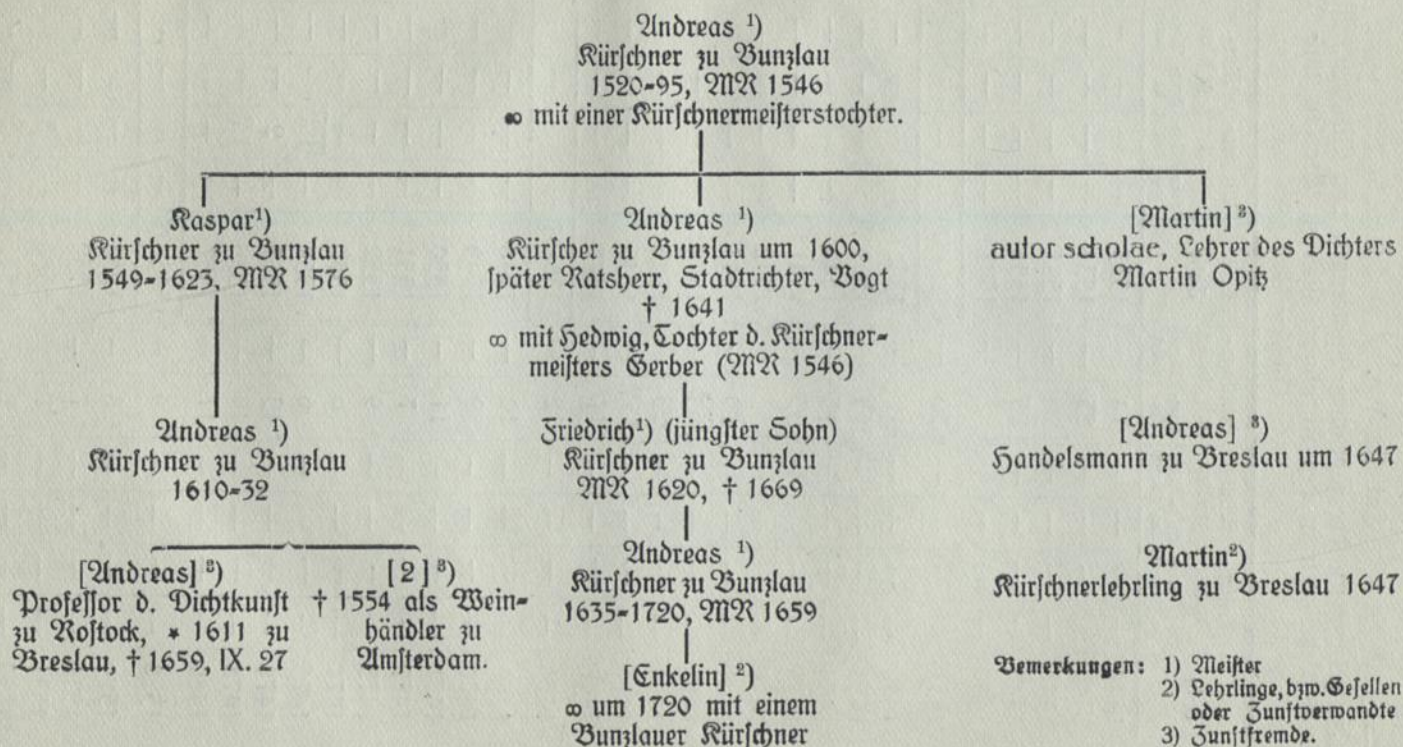 Andreas ¹)
Kürschner zu Bunzlau
1520-95, MR 1546
∞ mit einer Kürschnermeisterstochter.
Kaspar¹)
Kürschner zu Bunzlau
1549-1623, MR 1576
Andreas ¹)
Kürscher zu Bunzlau um 1600,
später Ratsherr, Stadtrichter, Vogt
† 1641
∞ mit Hedwig, Tochter d. Kürschner-
meisters Gerber (MR 1546)
[Martin] ³)
autor scholae, Lehrer des Dichters
Martin Opitz
Andreas ¹)
Kürschner zu Bunzlau
1610-32
Friedrich¹) (jüngster Sohn)
Kürschner zu Bunzlau
MR 1620, † 1669
[Andreas] ³)
Handelsmann zu Breslau um 1647
[Andreas] ³)
Professor d. Dichtkunst
zu Rostock, * 1611 zu
Breslau, † 1659, IX. 27
[2] ³)
† 1554 als Wein-
händler zu
Amsterdam.
Andreas ¹)
Kürschner zu Bunzlau
1635-1720, MR 1659
Martin²)
Kürschnerlehrling zu Breslau 1647
[Enkelin] ²)
∞ um 1720 mit einem
Bunzlauer Kürschner
Bemerkungen: 1) Meister
2) Lehrlinge, bzw. Gesellen
oder Zunftverwandte
3) Zunftfremde.